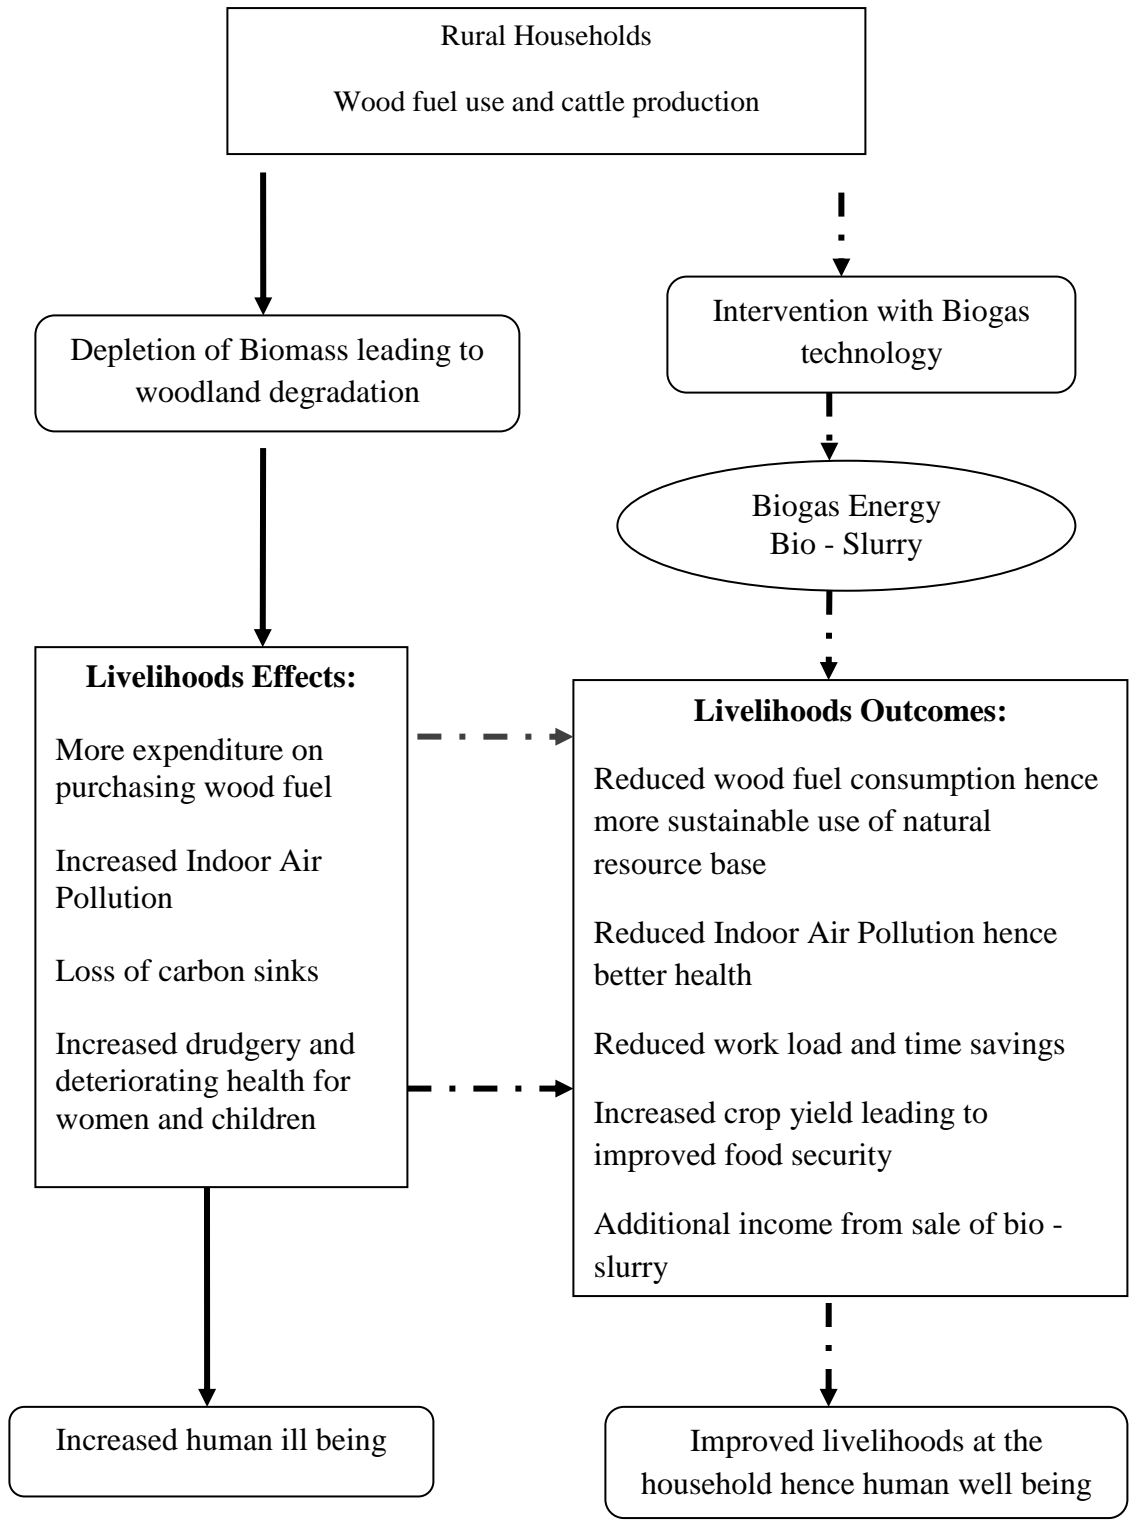 Rural Households
Wood fuel use and cattle production
Depletion of Biomass leading to
woodland degradation
Intervention with Biogas
technology
Biogas Energy
Bio - Slurry
Livelihoods Effects:
More expenditure on
purchasing wood fuel
Increased Indoor Air
Pollution
Loss of carbon sinks
Increased drudgery and
deteriorating health for
women and children
Livelihoods Outcomes:
Reduced wood fuel consumption hence
more sustainable use of natural
resource base
Reduced Indoor Air Pollution hence
better health
Reduced work load and time savings
Increased crop yield leading to
improved food security
Additional income from sale of bio -
slurry
Increased human ill being
Improved livelihoods at the
household hence human well being